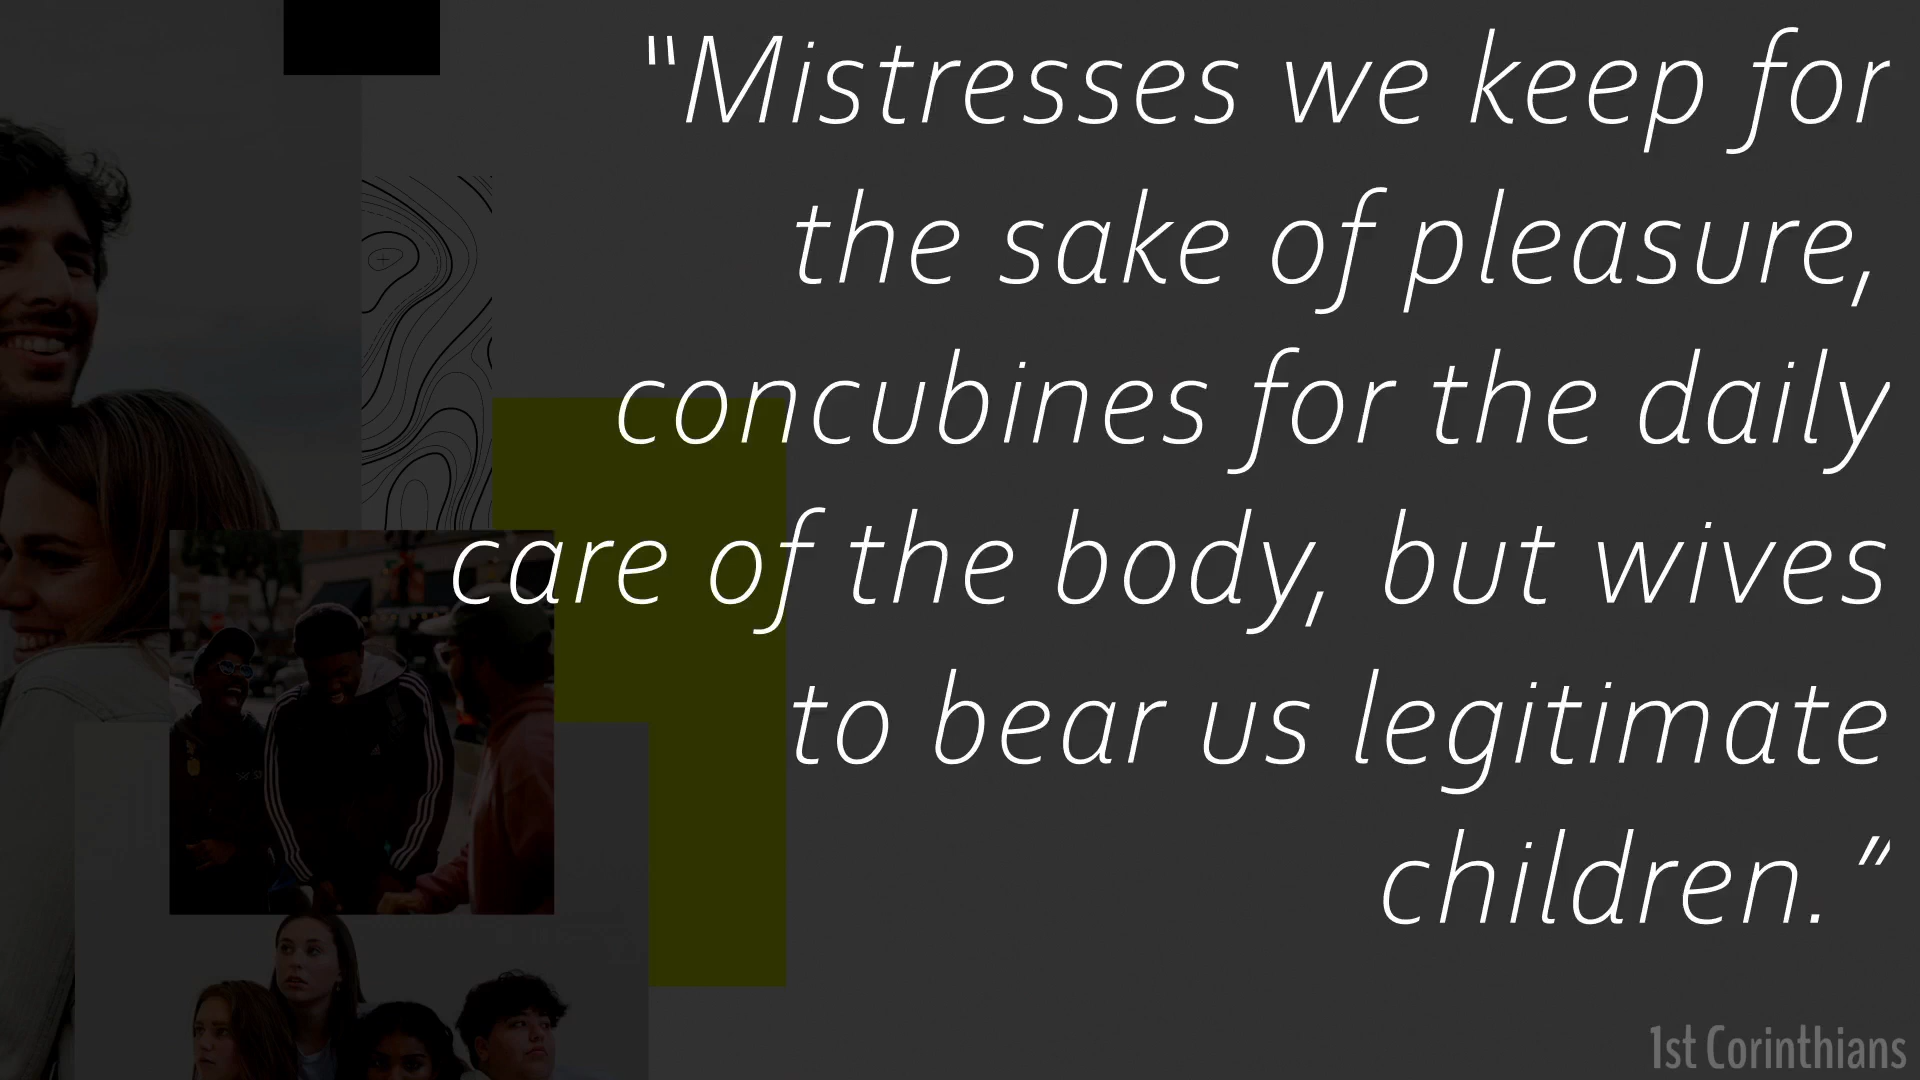 “Mistresses we keep for
the sake of pleasure,
concubines for the daily
care of the body, but wives
to bear us legitimate
children.”
1st Corinthians